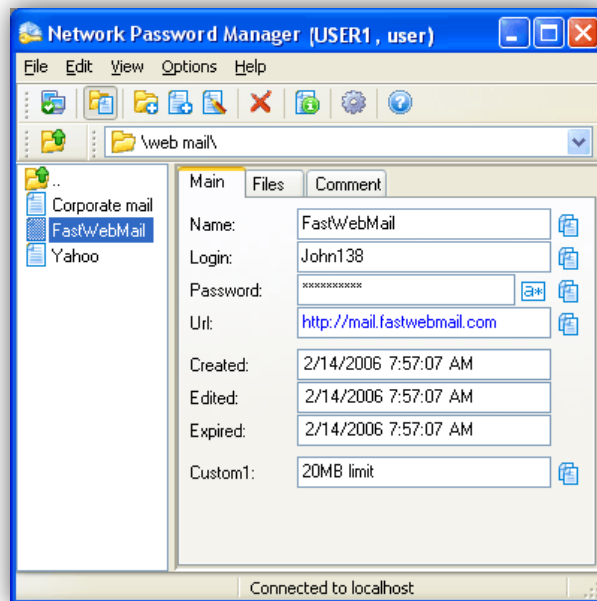 Network Password Manager (USER1, user)
File Edit View Options Help
\web mail\
..
Corporate mail
FastWebMail
Yahoo
Main Files Comment
Name: FastWebMail
Login: John138
Password: ********** a*
Url: http://mail.fastwebmail.com
Created: 2/14/2006 7:57:07 AM
Edited: 2/14/2006 7:57:07 AM
Expired: 2/14/2006 7:57:07 AM
Custom1: 20MB limit
Connected to localhost